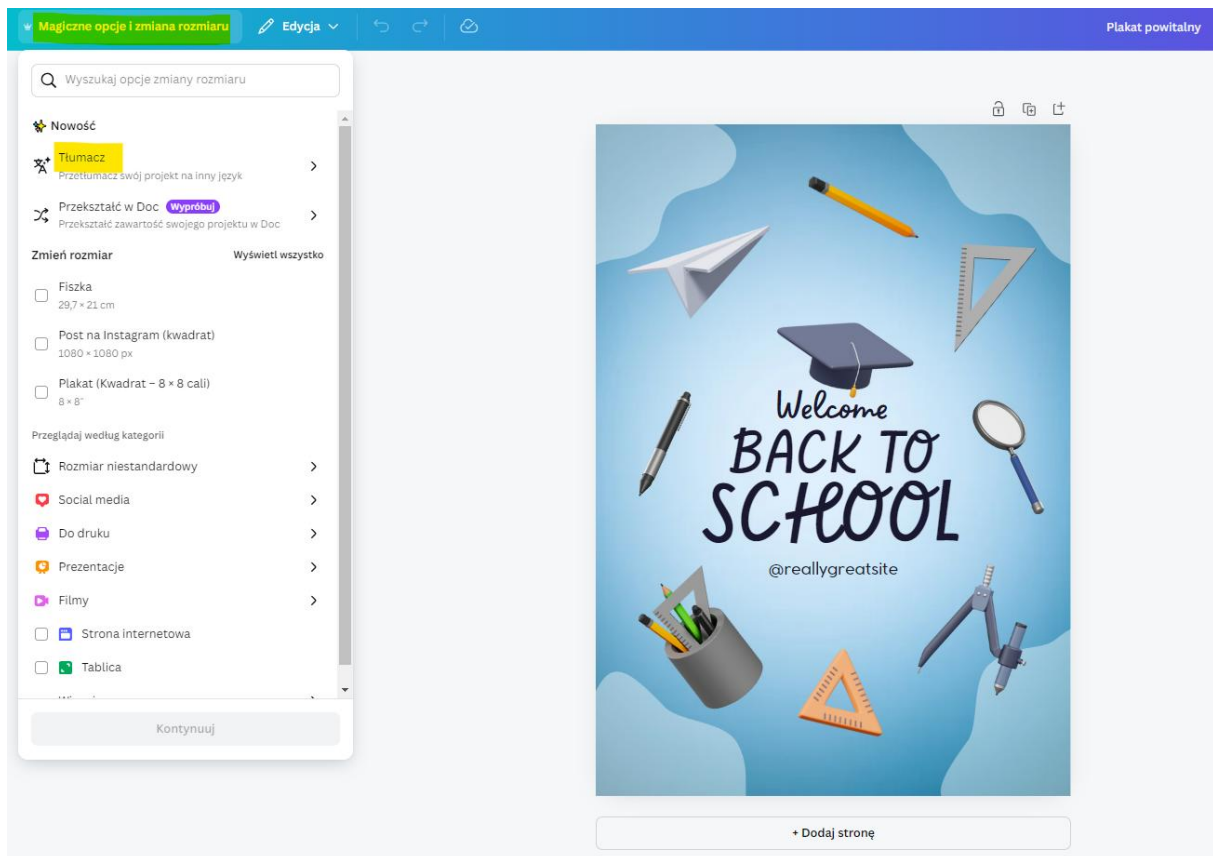 Magiczne opcje i zmiana rozmiaru
Edycja
Plakat powitalny
Wyszukaj opcje zmiany rozmiaru
Nowość
Tłumacz
Przetłumacz swój projekt na inny język
Przekształć w Doc Wypróbuj
Przekształć zawartość swojego projektu w Doc
Zmień rozmiar Wyświetl wszystko
Fiszka
29,7 × 21 cm
Post na Instagram (kwadrat)
1080 × 1080 px
Plakat (Kwadrat – 8 × 8 cali)
8 × 8"
Przeglądaj według kategorii
Rozmiar niestandardowy
Social media
Do druku
Prezentacje
Filmy
Strona internetowa
Tablica
Kontynuuj
Welcome
BACK TO
SCHOOL
@reallygreatsite
+ Dodaj stronę